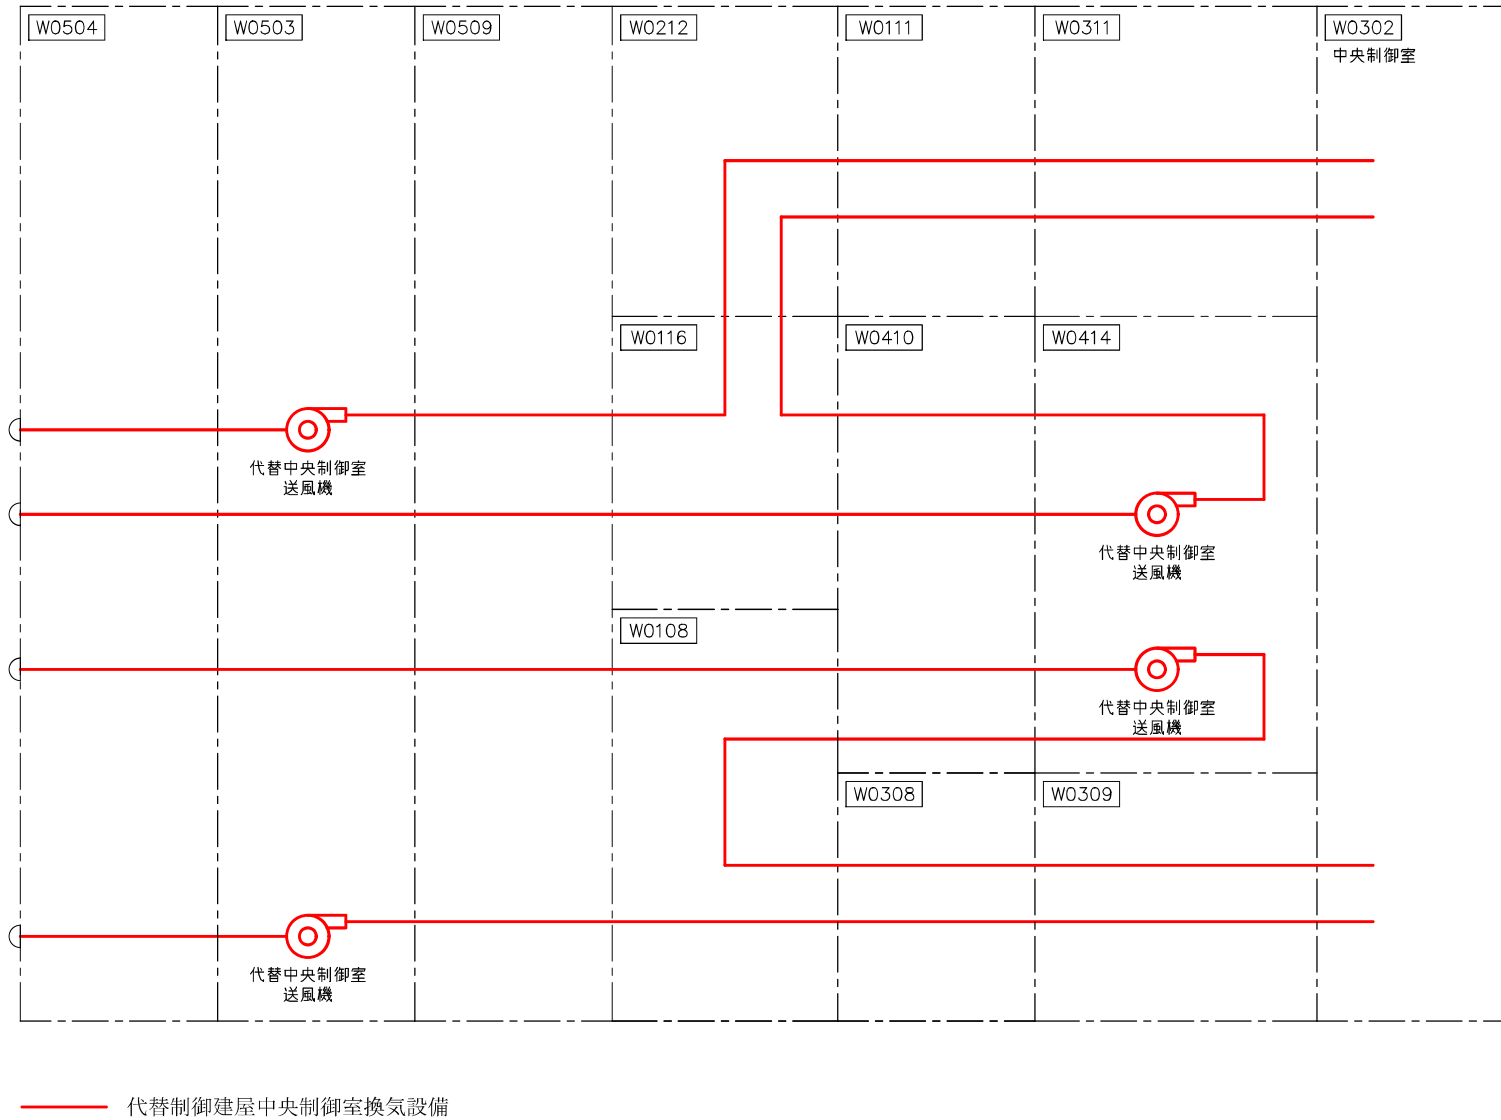 W0504
W0503
W0509
W0212
W0111
W0311
W0302
中央制御室
W0116
W0410
W0414
代替中央制御室
送風機
代替中央制御室
送風機
W0108
代替中央制御室
送風機
W0308
W0309
代替中央制御室
送風機
代替制御建屋中央制御室換気設備